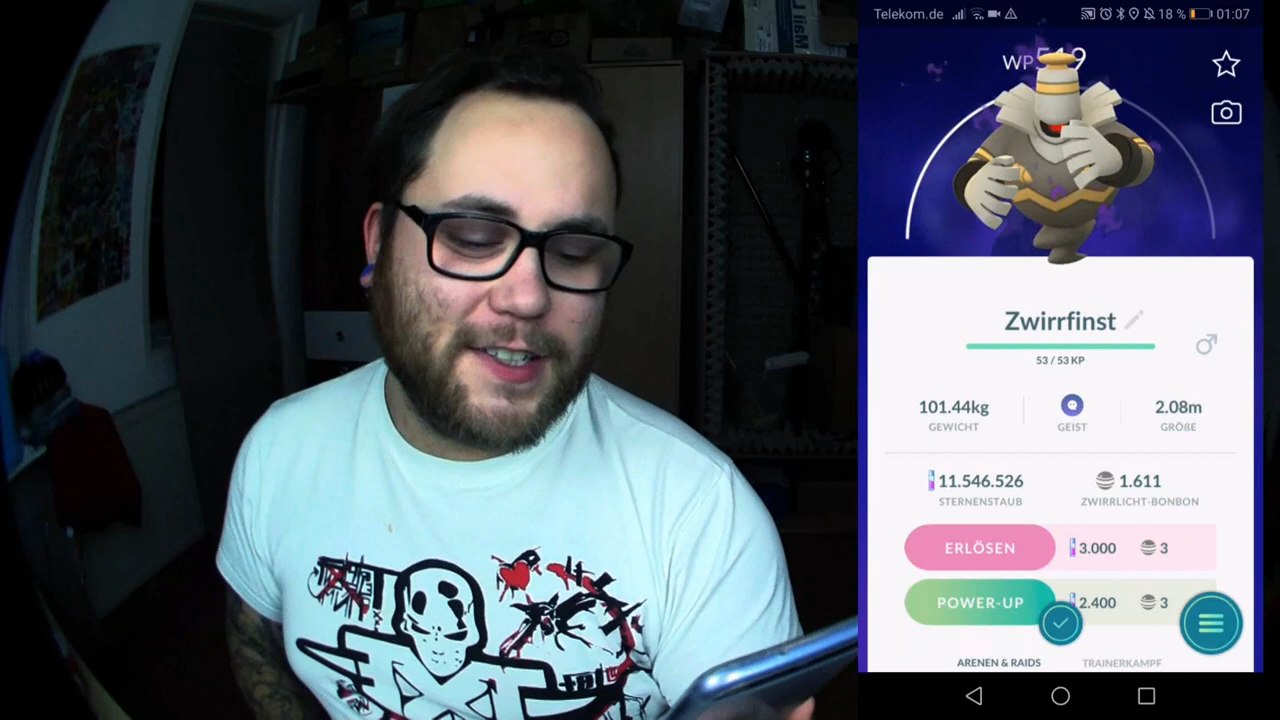 Telekom.de
18 % 01:07
WP519
Zwirrfinst
53 / 53 KP
101.44kg
GEWICHT
GEIST
2.08m
GRÖßE
11.546.526
STERNENSTAUB
1.611
ZWIRRLICHT-BONBON
ERLÖSEN
3.000
3
POWER-UP
2.400
3
ARENEN & RAIDS
TRAINERKAMPF